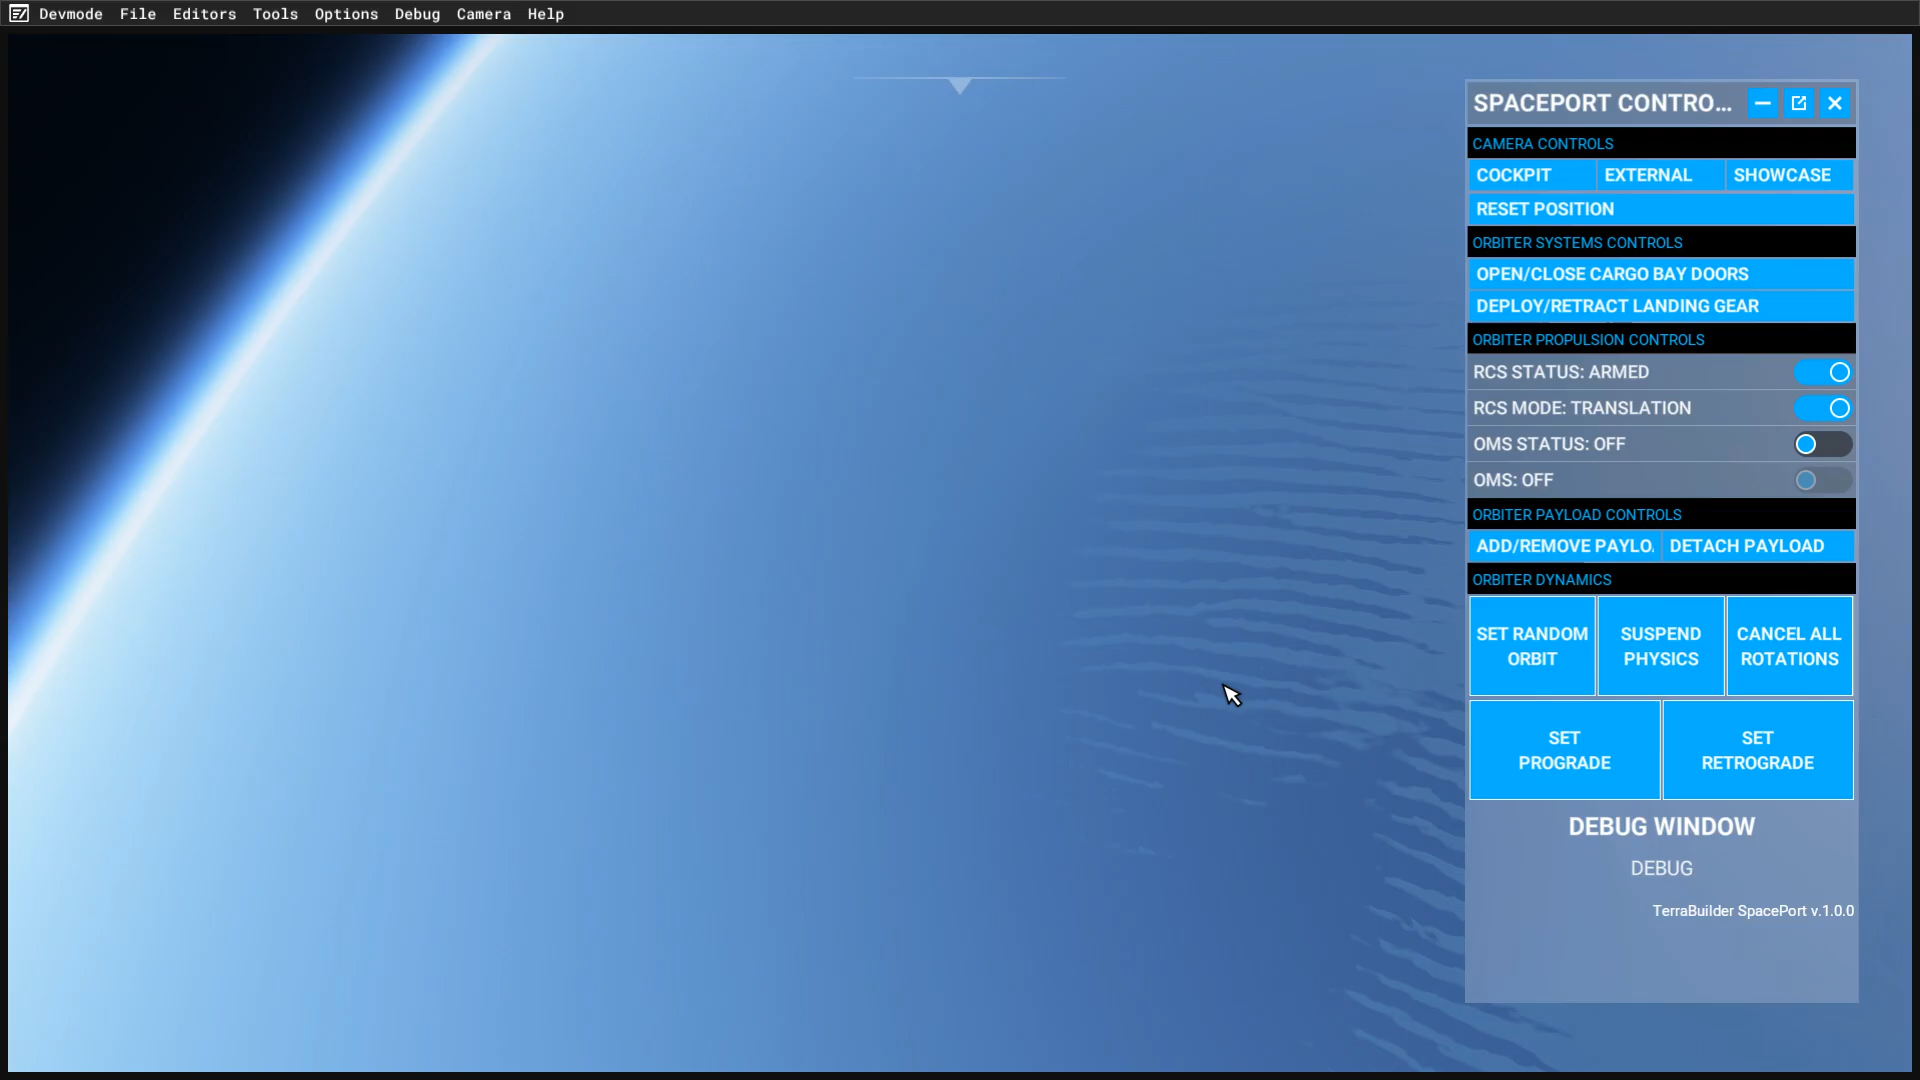 Devmode File Editors Tools Options Debug Camera Help
SPACEPORT CONTRO...
CAMERA CONTROLS
COCKPIT EXTERNAL SHOWCASE
RESET POSITION
ORBITER SYSTEMS CONTROLS
OPEN/CLOSE CARGO BAY DOORS
DEPLOY/RETRACT LANDING GEAR
ORBITER PROPULSION CONTROLS
RCS STATUS: ARMED
RCS MODE: TRANSLATION
OMS STATUS: OFF
OMS: OFF
ORBITER PAYLOAD CONTROLS
ADD/REMOVE PAYLO. DETACH PAYLOAD
ORBITER DYNAMICS
SET RANDOM
ORBIT
SUSPEND
PHYSICS
CANCEL ALL
ROTATIONS
SET
PROGRADE
SET
RETROGRADE
DEBUG WINDOW
DEBUG
TerraBuilder SpacePort v.1.0.0